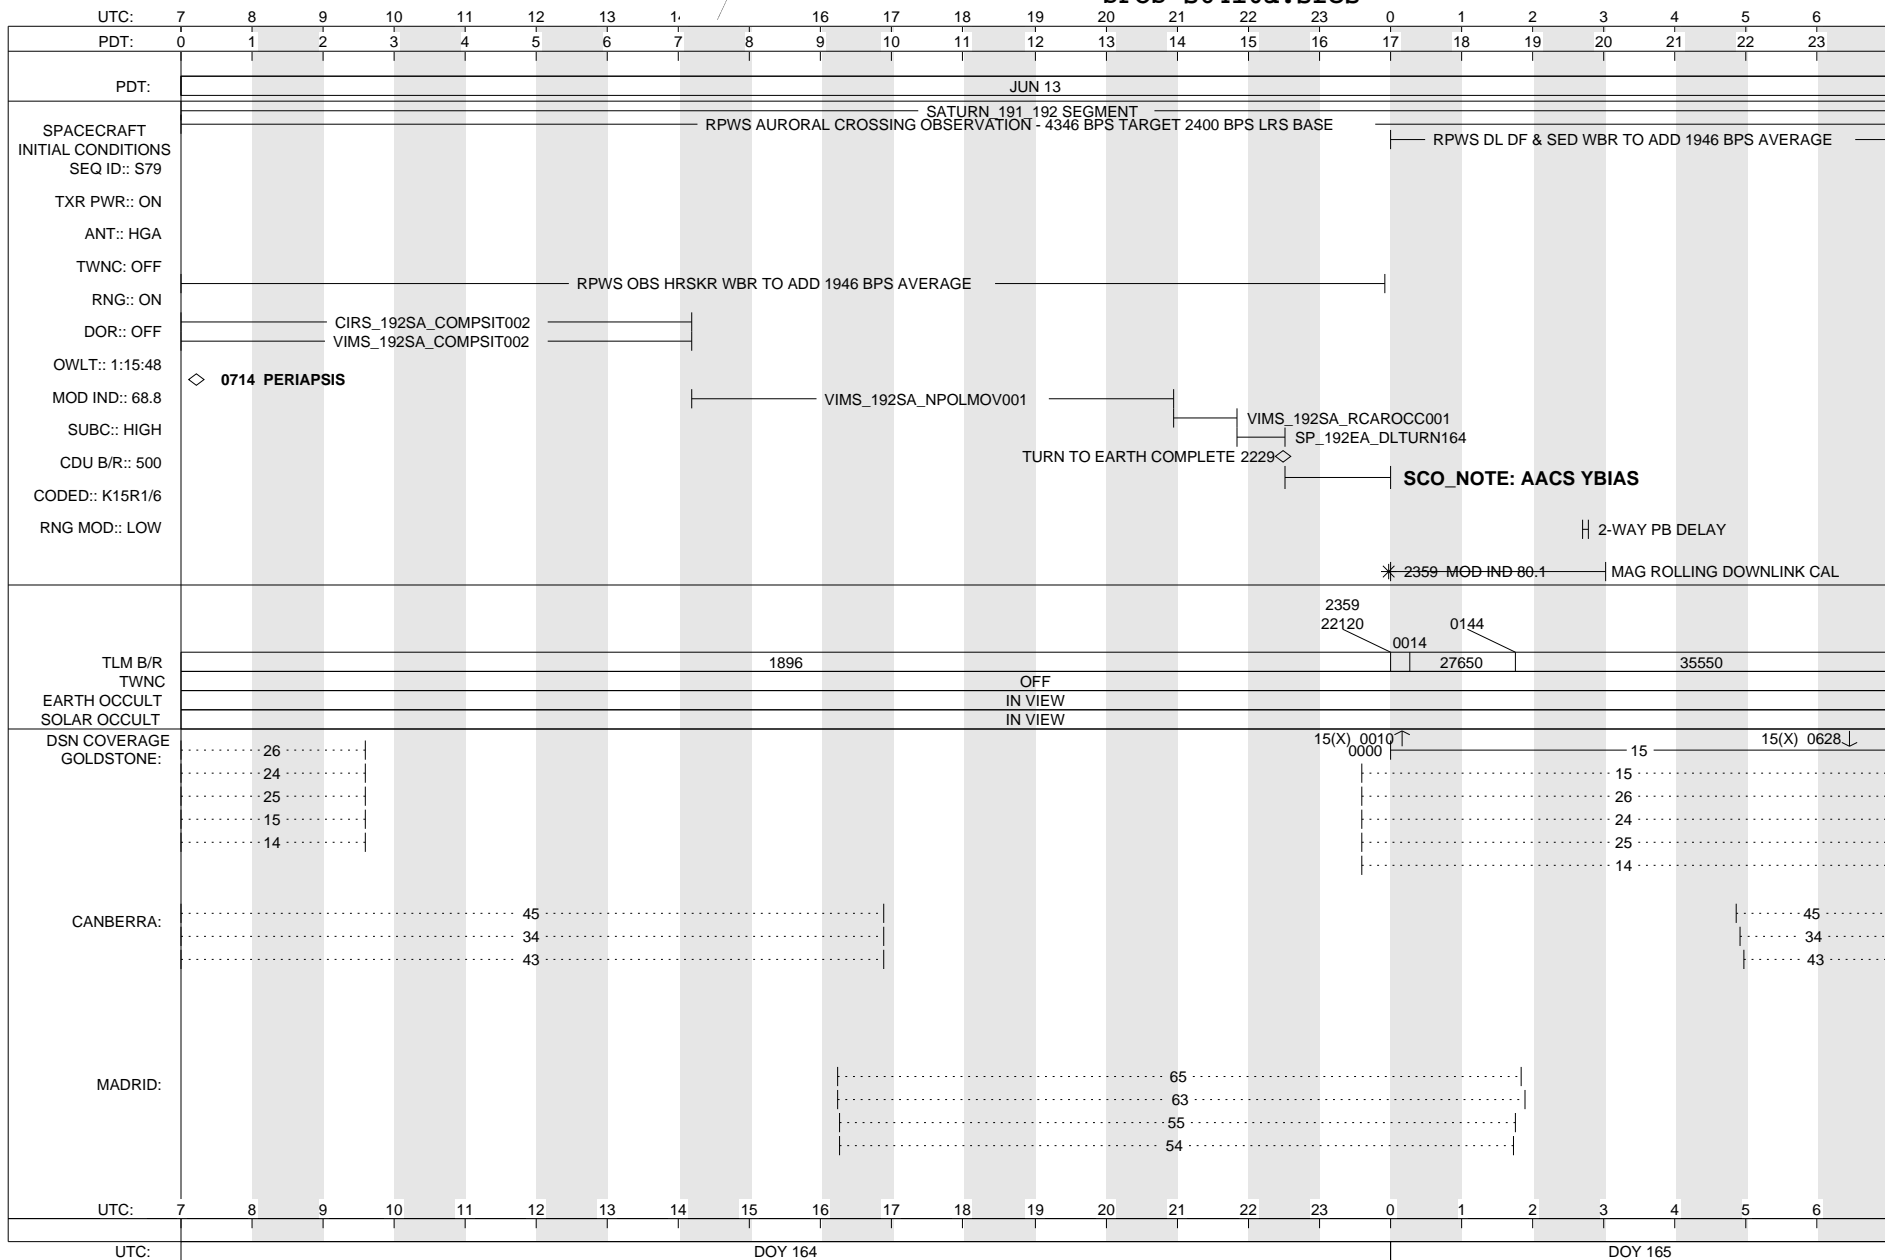 UTC: 7 8 9 10 11 12 13 14 16 17 18 19 20 21 22 23 0 1 2 3 4 5 6
PDT: 0 1 2 3 4 5 6 7 8 9 10 11 12 13 14 15 16 17 18 19 20 21 22 23
PDT: JUN 13
SATURN_191_192 SEGMENT
RPWS AURORAL CROSSING OBSERVATION - 4346 BPS TARGET 2400 BPS LRS BASE
SPACECRAFT
INITIAL CONDITIONS
RPWS DL DF & SED WBR TO ADD 1946 BPS AVERAGE
SEQ ID:: S79
TXR PWR:: ON
ANT:: HGA
TWNC: OFF
RPWS OBS HRSKR WBR TO ADD 1946 BPS AVERAGE
RNG:: ON
CIRS_192SA_COMPSIT002
DOR:: OFF
VIMS_192SA_COMPSIT002
OWLT:: 1:15:48
0714 PERIAPSIS
MOD IND:: 68.8
VIMS_192SA_NPOLMOV001
VIMS_192SA_RCAROCC001
SUBC:: HIGH
SP_192EA_DLTURN164
TURN TO EARTH COMPLETE 2229
CDU B/R:: 500
SCO_NOTE: AACS YBIAS
CODED:: K15R1/6
RNG MOD:: LOW
2-WAY PB DELAY
2359 MOD IND 80.1 MAG ROLLING DOWNLINK CAL
2359
22120 0144
0014
TLM B/R 1896 27650 35550
TWNC OFF
EARTH OCCULT IN VIEW
SOLAR OCCULT IN VIEW
DSN COVERAGE 15(X) 0010 15(X) 0628
GOLDSTONE: 26 0000 15
24 15
25 26
15 24
14 25
14
CANBERRA: 45 45
34 34
43 43
MADRID: 65
63
55
54
UTC: 7 8 9 10 11 12 13 14 15 16 17 18 19 20 21 22 23 0 1 2 3 4 5 6
UTC: DOY 164 DOY 165